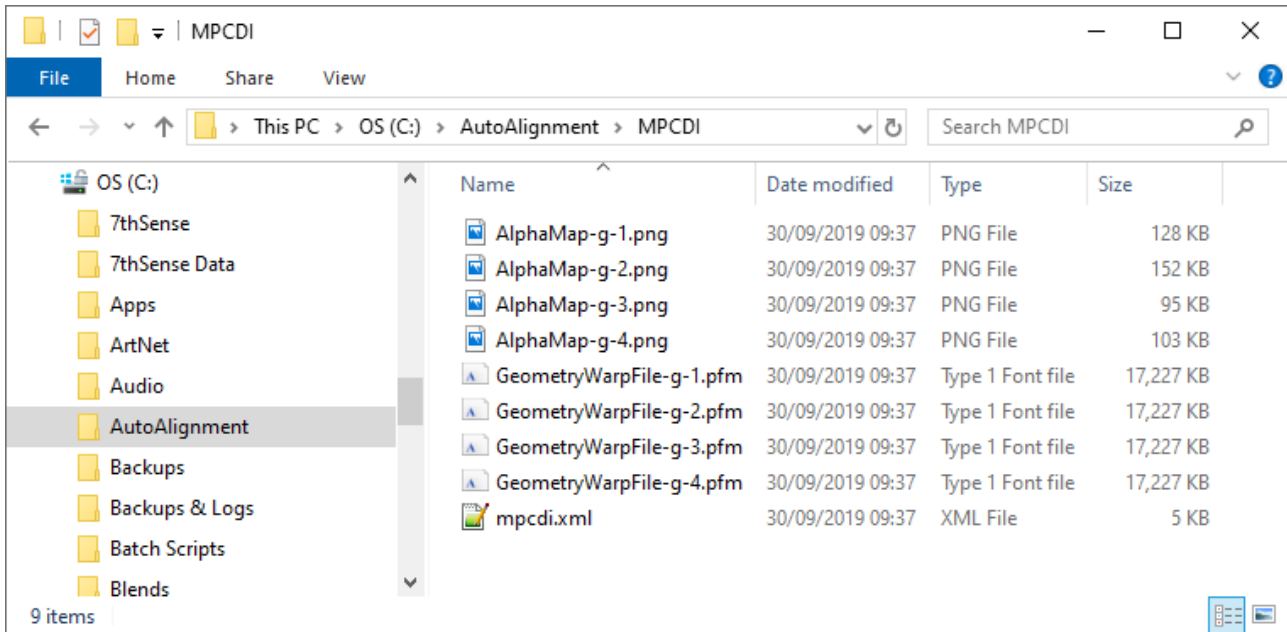 MPCDI
File Home Share View
This PC > OS (C:) > AutoAlignment > MPCDI Search MPCDI
OS (C:)
7thSense
7thSense Data
Apps
ArtNet
Audio
AutoAlignment
Backups
Backups & Logs
Batch Scripts
Blends
Name Date modified Type Size
AlphaMap-g-1.png 30/09/2019 09:37 PNG File 128 KB
AlphaMap-g-2.png 30/09/2019 09:37 PNG File 152 KB
AlphaMap-g-3.png 30/09/2019 09:37 PNG File 95 KB
AlphaMap-g-4.png 30/09/2019 09:37 PNG File 103 KB
GeometryWarpFile-g-1.pfm 30/09/2019 09:37 Type 1 Font file 17,227 KB
GeometryWarpFile-g-2.pfm 30/09/2019 09:37 Type 1 Font file 17,227 KB
GeometryWarpFile-g-3.pfm 30/09/2019 09:37 Type 1 Font file 17,227 KB
GeometryWarpFile-g-4.pfm 30/09/2019 09:37 Type 1 Font file 17,227 KB
mpcdi.xml 30/09/2019 09:37 XML File 5 KB
9 items